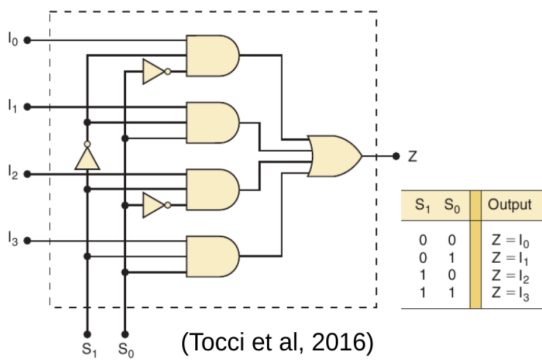 I0
I1
I2
I3
Z
S1 S0
(Tocci et al, 2016)
S1 S0 Output
0 0 Z = I0
0 1 Z = I1
1 0 Z = I2
1 1 Z = I3